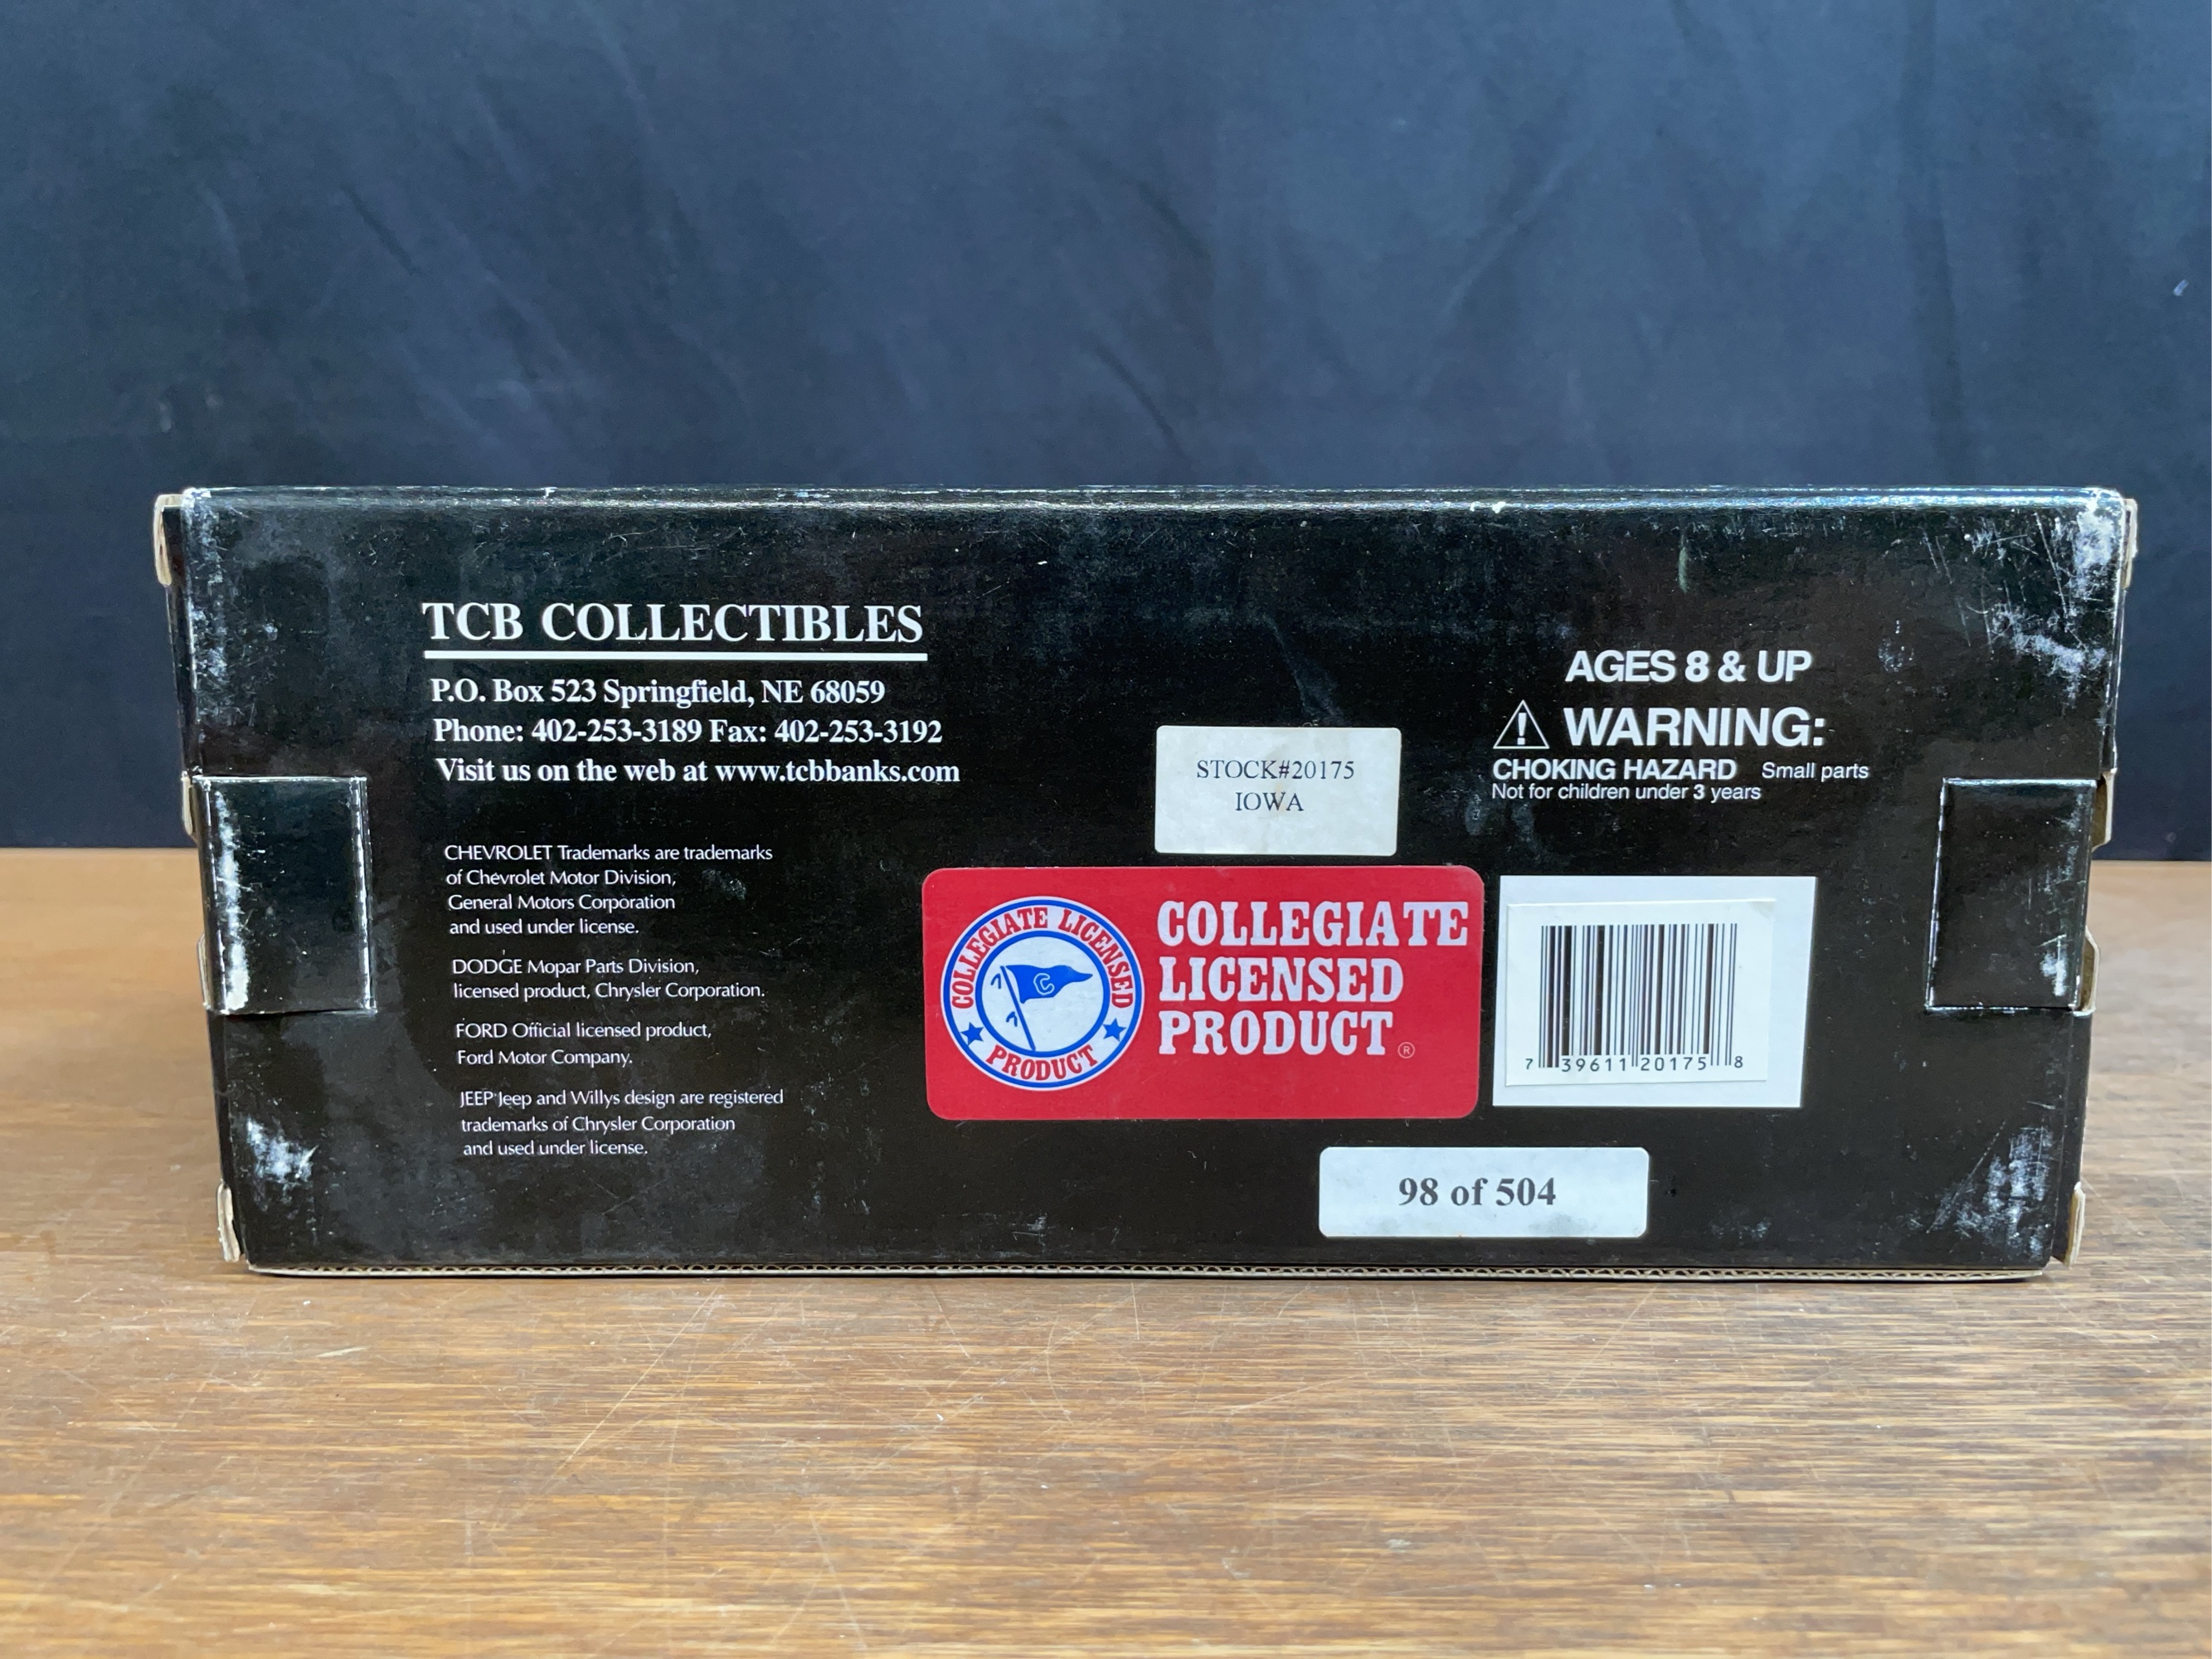 TCB COLLECTIBLES
P.O. Box 523 Springfield, NE 68059
Phone: 402-253-3189 Fax: 402-253-3192
Visit us on the web at www.tcbbanks.com
CHEVROLET Trademarks are trademarks
of Chevrolet Motor Division,
General Motors Corporation
and used under license.
DODGE Mopar Parts Division,
licensed product, Chrysler Corporation.
FORD Official licensed product,
Ford Motor Company.
JEEP Jeep and Willys design are registered
trademarks of Chrysler Corporation
and used under license.
STOCK#20175
IOWA
COLLEGIATE LICENSED
C
PRODUCT
COLLEGIATE
LICENSED
PRODUCT ®
AGES 8 & UP
WARNING:
CHOKING HAZARD Small parts
Not for children under 3 years
7 39611 20175 8
98 of 504